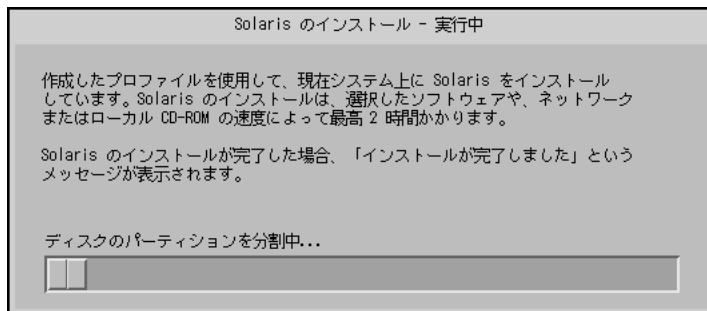 Solaris のインストール - 実行中
作成したプロファイルを使用して、現在システム上に Solaris をインストール
しています。Solaris のインストールは、選択したソフトウェアや、ネットワーク
またはローカル CD-ROM の速度によって最高 2 時間かかります。
Solaris のインストールが完了した場合、「インストールが完了しました」という
メッセージが表示されます。
ディスクのパーティションを分割中...